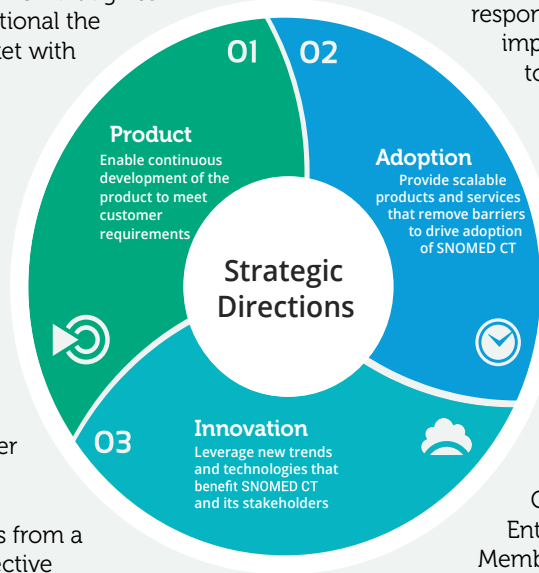 tional the
ket with
respon
imp
to
01
02
Product
Enable continuous
development of the
product to meet
customer
requirements
Adoption
Provide scalable
products and services
that remove barriers
to drive adoption
of SNOMED CT
Strategic
Directions
03
Innovation
Leverage new trends
and technologies that
benefit SNOMED CT
and its stakeholders
er
s from a
ective
Ent
Memb